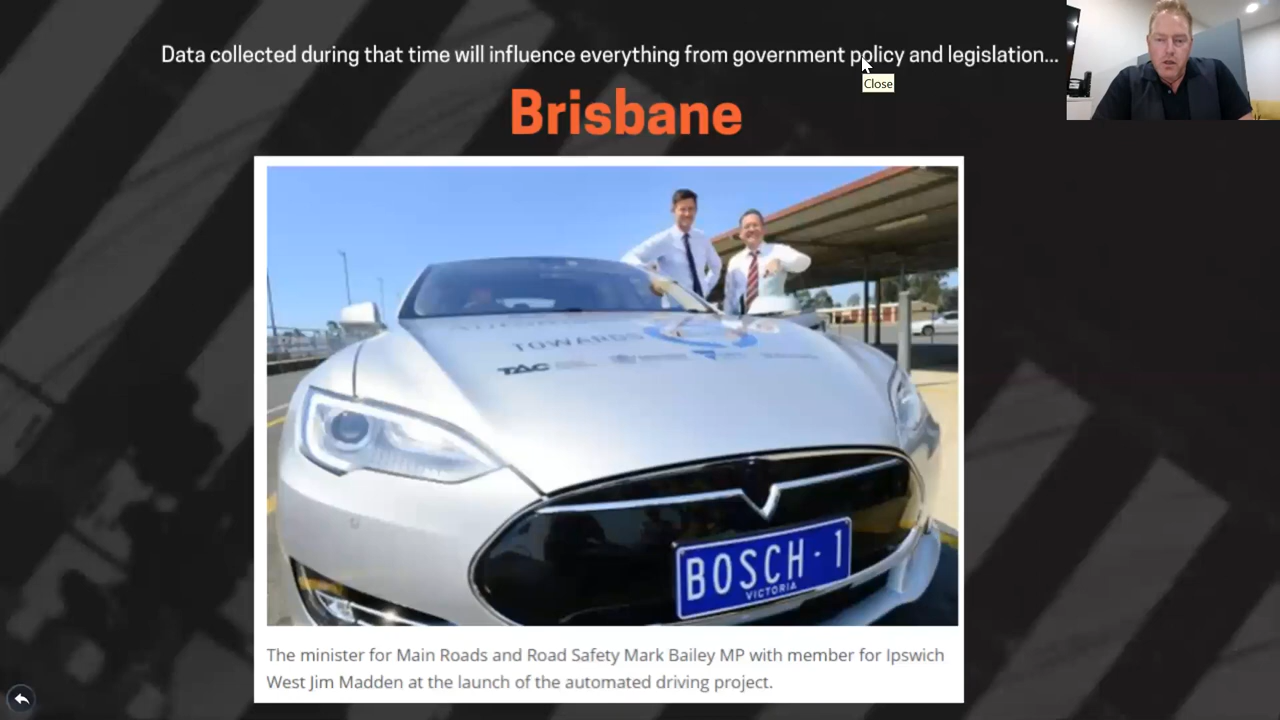 Data collected during that time will influence everything from government policy and legislation...
Close
Brisbane
TOWARDS
TAC
BOSCH - 1
VICTORIA
The minister for Main Roads and Road Safety Mark Bailey MP with member for Ipswich
West Jim Madden at the launch of the automated driving project.